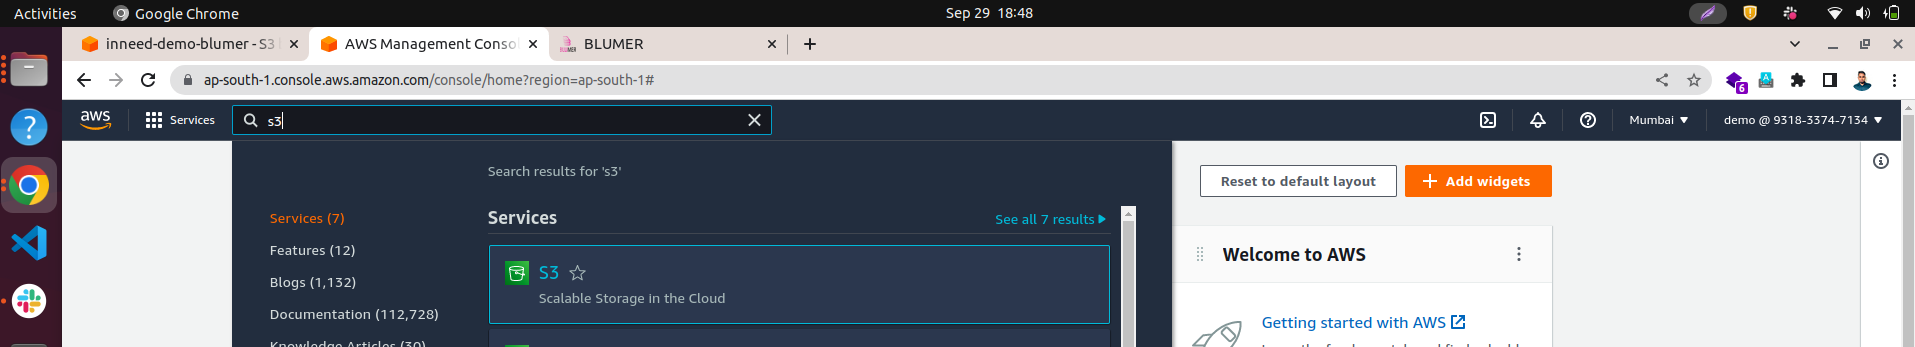 Activities
Google Chrome
Sep 29 18:48
inneed-demo-blumer - S3
AWS Management Conso
BLUMER
ap-south-1.console.aws.amazon.com/console/home?region=ap-south-1#
6
aws
Services
s3
Mumbai
demo @ 9318-3374-7134
Search results for 's3'
Reset to default layout
Add widgets
Services (7)
Services
See all 7 results
Features (12)
S3
Welcome to AWS
Blogs (1,132)
Scalable Storage in the Cloud
Documentation (112,728)
Getting started with AWS
Knowledge Articles (30)